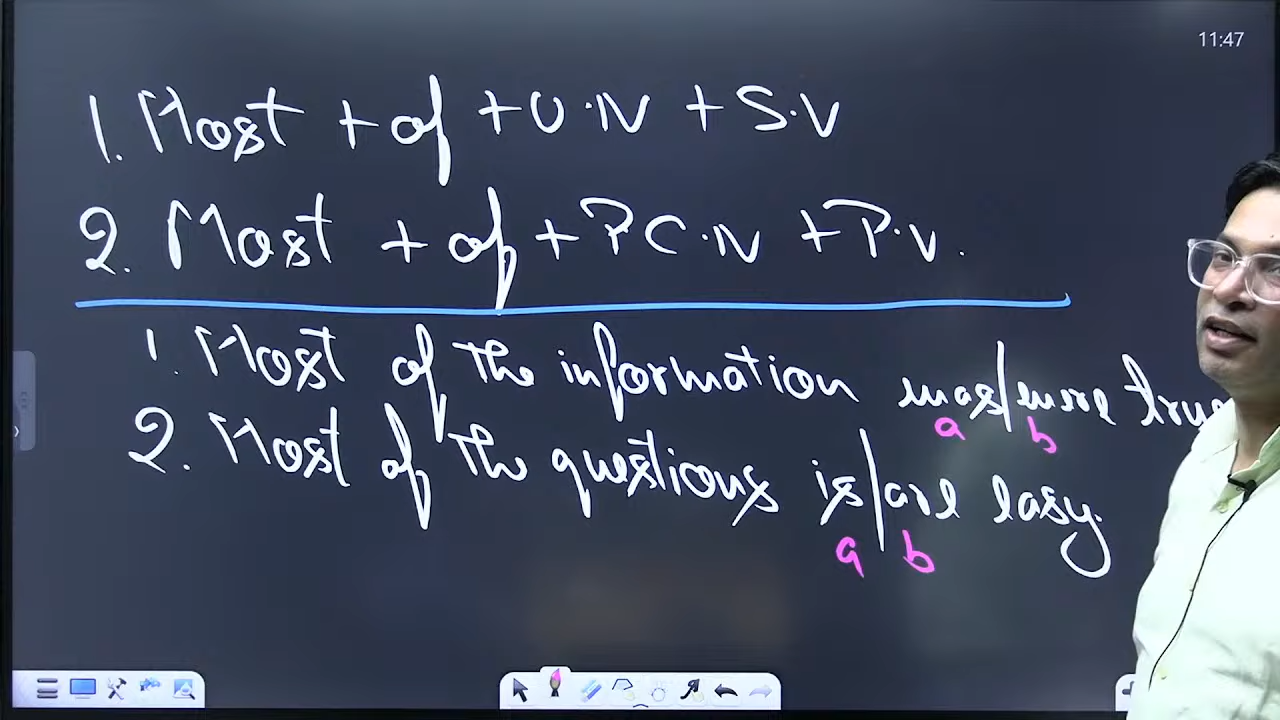 11:47
1. Most + of + U.N + S.V
2. Most + of + P.C.N + P.V.
1. Most of the information was/were true
a b
2. Most of the questions is/are easy.
a b